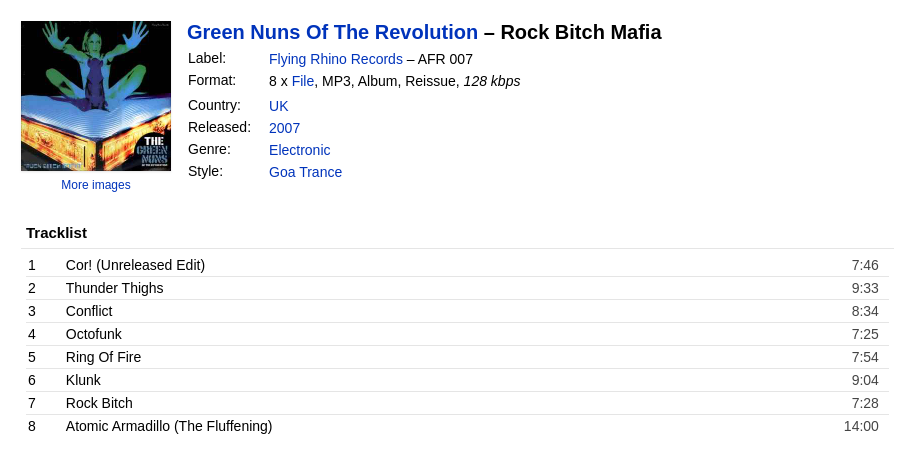 Green Nuns Of The Revolution – Rock Bitch Mafia
Label: Flying Rhino Records – AFR 007
Format: 8 x File, MP3, Album, Reissue, 128 kbps
Country: UK
Released: 2007
Genre: Electronic
Style: Goa Trance
THE
GREEN
NUNS
More images
Tracklist
1 Cor! (Unreleased Edit) 7:46
2 Thunder Thighs 9:33
3 Conflict 8:34
4 Octofunk 7:25
5 Ring Of Fire 7:54
6 Klunk 9:04
7 Rock Bitch 7:28
8 Atomic Armadillo (The Fluffening) 14:00